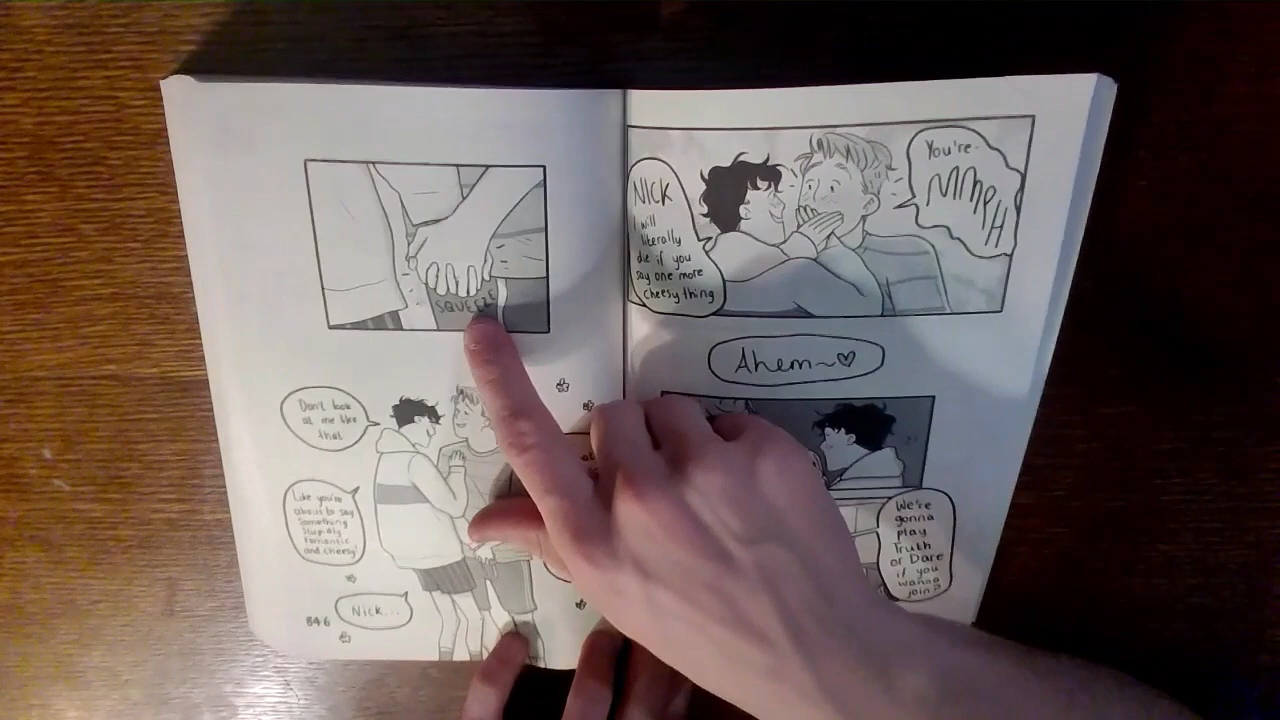 SQUEEZE
Don't look
at me like
that
Like you're
about to say
something
stupidly
romantic
and cheesy!
Nick...
846
You're-
MMPH
NICK
I will
literally
die if you
say one more
cheesy thing
Ahem~♡
We're
gonna
play
Truth
or Dare
if you
wanna
join?